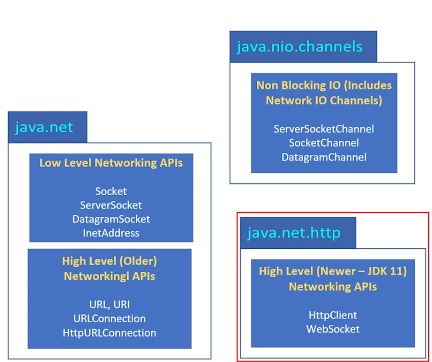 java.nio.channels
Non Blocking IO (Includes
Network IO Channels)
ServerSocketChannel
SocketChannel
DatagramChannel
java.net
Low Level Networking APIs
Socket
ServerSocket
DatagramSocket
InetAddress
High Level (Older)
Networkingl APIs
URL, URI
URLConnection
HttpURLConnection
java.net.http
High Level (Newer – JDK 11)
Networking APIs
HttpClient
WebSocket